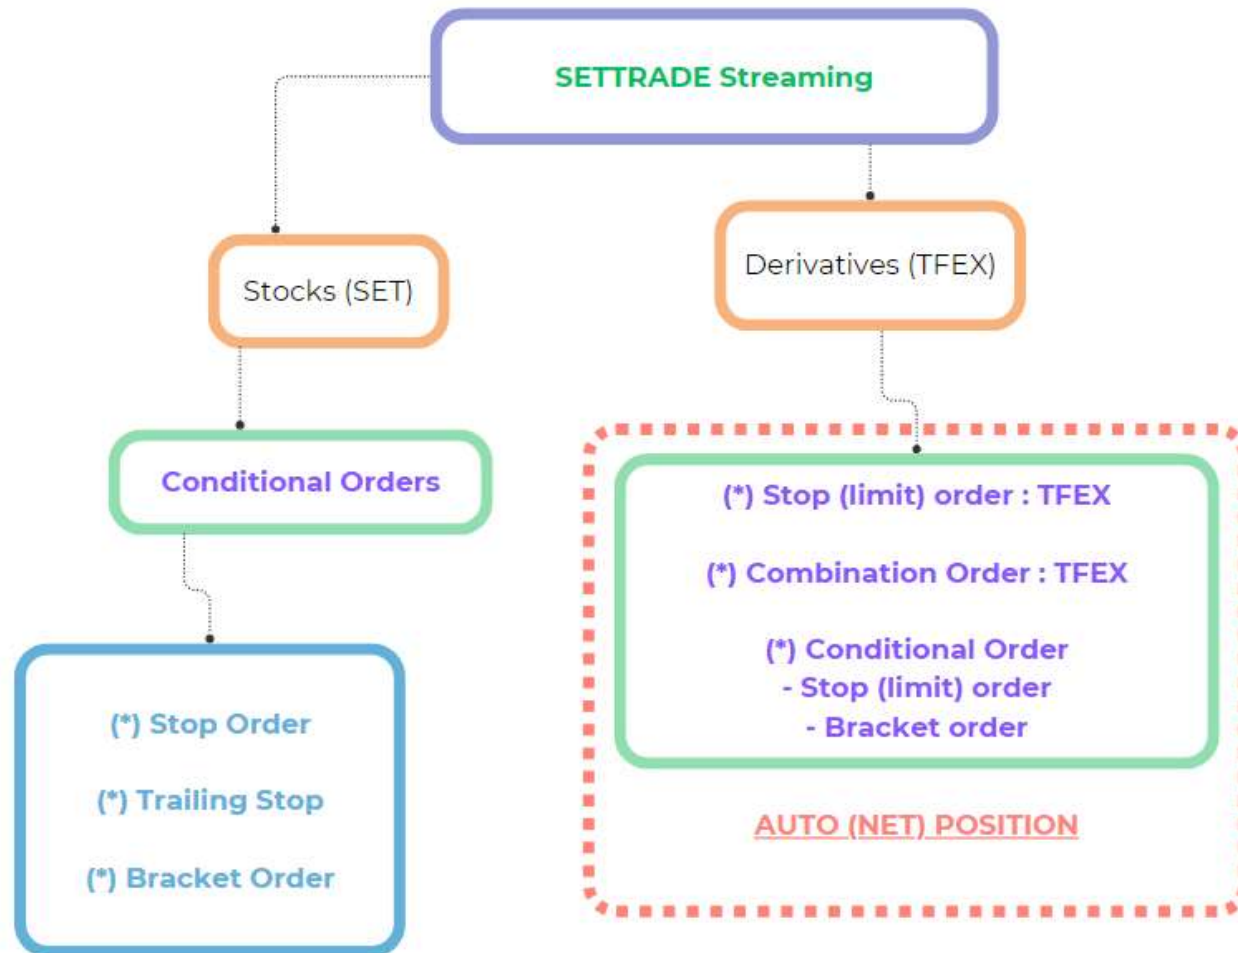 SETTRADE Streaming
Stocks (SET)
Derivatives (TFEX)
Conditional Orders
(*) Stop Order
(*) Trailing Stop
(*) Bracket Order
(*) Stop (limit) order : TFEX
(*) Combination Order : TFEX
(*) Conditional Order
- Stop (limit) order
- Bracket order
AUTO (NET) POSITION